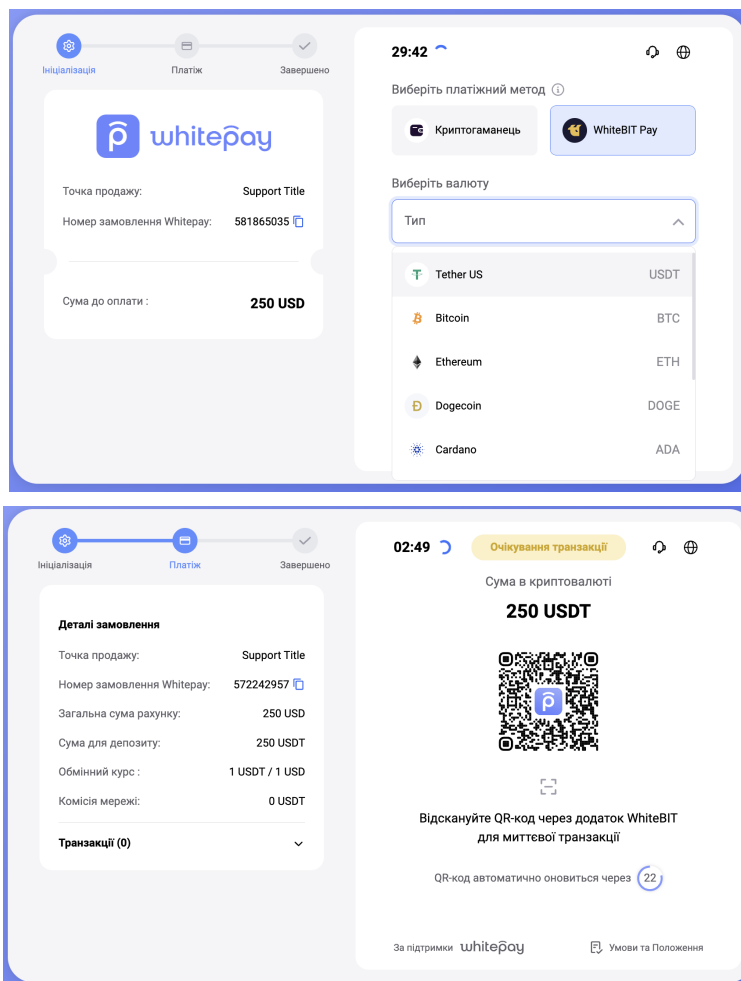 Ініціалізація
Платіж
Завершено
whitepay
Точка продажу:
Support Title
Номер замовлення Whitepay:
581865035
Сума до оплати :
250 USD
29:42
Виберіть платіжний метод
Криптогаманець
WhiteBIT Pay
Виберіть валюту
Тип
Tether US
USDT
Bitcoin
BTC
Ethereum
ETH
Dogecoin
DOGE
Cardano
ADA
Ініціалізація
Платіж
Завершено
Деталі замовлення
Точка продажу:
Support Title
Номер замовлення Whitepay:
572242957
Загальна сума рахунку:
250 USD
Сума для депозиту:
250 USDT
Обмінний курс :
1 USDT / 1 USD
Комісія мережі:
0 USDT
Транзакції (0)
02:49
Очікування транзакції
Сума в криптовалюті
250 USDT
Відскануйте QR-код через додаток WhiteBIT
для миттєвої транзакції
QR-код автоматично оновиться через 22
За підтримки whitepay
Умови та Положення